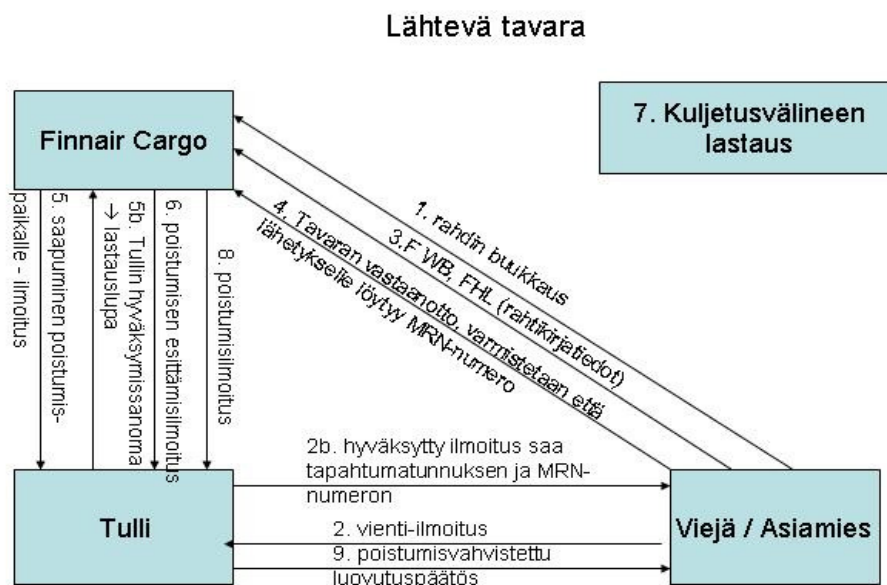 Lähtevä tavara
Finnair Cargo
7. Kuljetusvälineen
lastaus
1. rahdin buukkaus
3.F WB, FHL (rahtikirjatiedot)
4. Tavaran vastaanotto, varmistetaan että
lähetykselle löytyy MRN-numero
5. saapuminen poistumis-
paikalle - ilmoitus
5b. Tullin hyväksymissanoma
→ lastauslupa
6. poistumisen esittämisilmoitus
8. poistumisilmoitus
2b. hyväksytty ilmoitus saa
tapahtumatunnuksen ja MRN-
numeron
Tulli
2. vienti-ilmoitus
9. poistumisvahvistettu
luovutuspäätös
Viejä / Asiamies